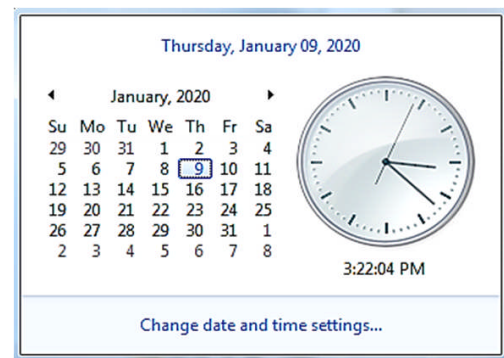 Thursday, January 09, 2020
January, 2020
Su Mo Tu We Th Fr Sa
29 30 31 1 2 3 4
5 6 7 8 9 10 11
12 13 14 15 16 17 18
19 20 21 22 23 24 25
26 27 28 29 30 31 1
2 3 4 5 6 7 8
3:22:04 PM
Change date and time settings...